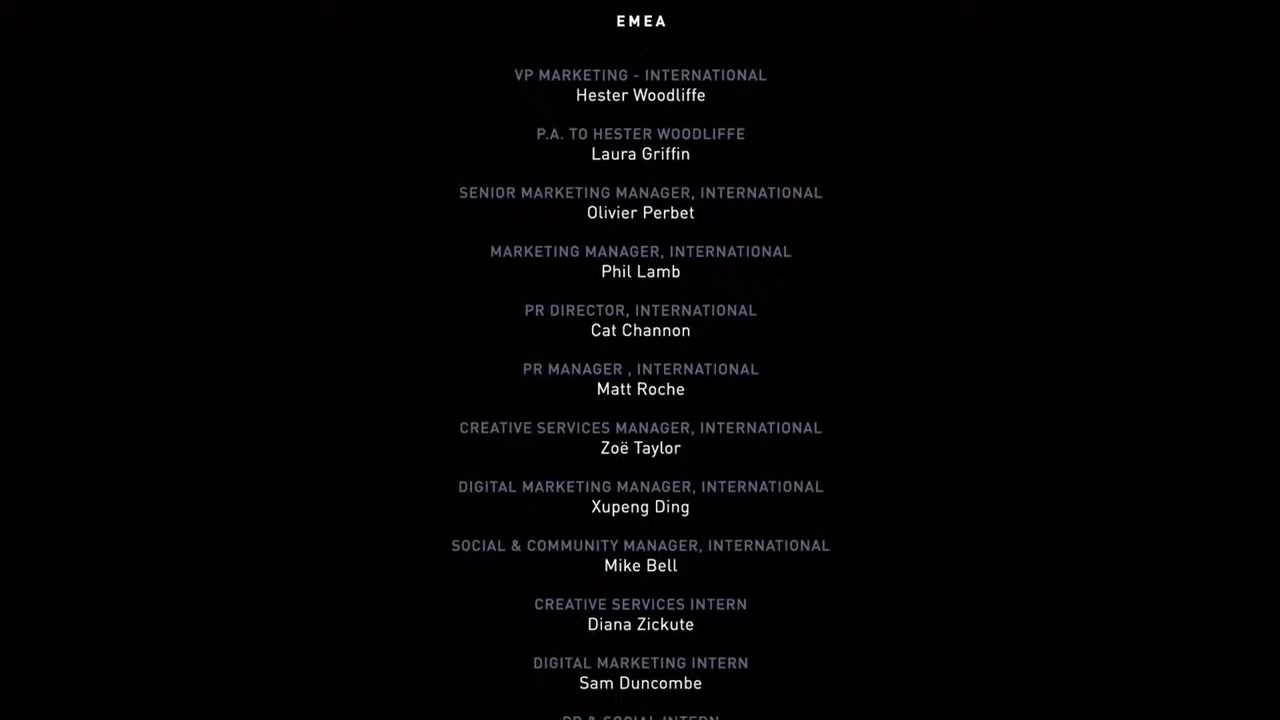 EMEA
VP MARKETING - INTERNATIONAL
Hester Woodliffe
P.A. TO HESTER WOODLIFFE
Laura Griffin
SENIOR MARKETING MANAGER, INTERNATIONAL
Olivier Perbet
MARKETING MANAGER, INTERNATIONAL
Phil Lamb
PR DIRECTOR, INTERNATIONAL
Cat Channon
PR MANAGER , INTERNATIONAL
Matt Roche
CREATIVE SERVICES MANAGER, INTERNATIONAL
Zoë Taylor
DIGITAL MARKETING MANAGER, INTERNATIONAL
Xupeng Ding
SOCIAL & COMMUNITY MANAGER, INTERNATIONAL
Mike Bell
CREATIVE SERVICES INTERN
Diana Zickute
DIGITAL MARKETING INTERN
Sam Duncombe
PR & SOCIAL INTERN